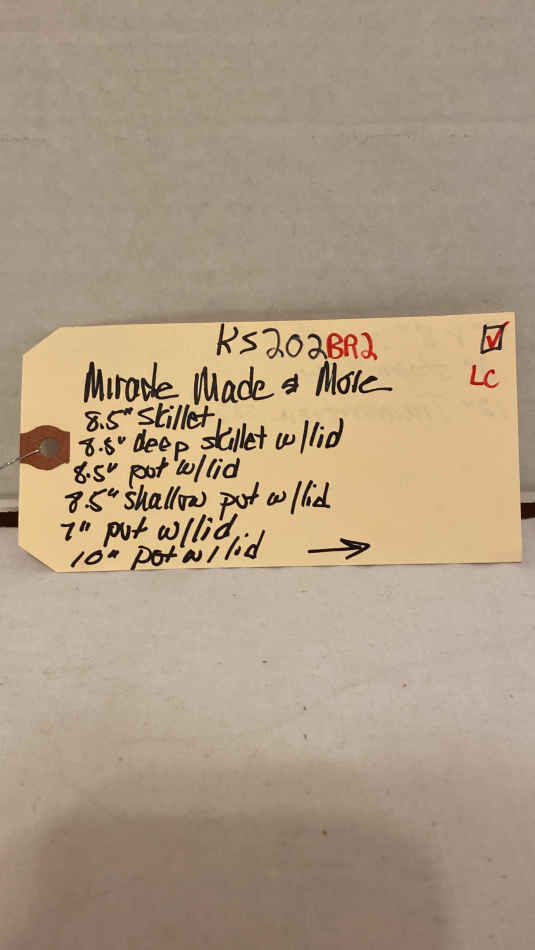 KS202BR2
LC
Miracle Made & More
8.5" skillet
8.5" deep skillet w/lid
8.5" pot w/lid
8.5" shallow pot w/lid
7" pot w/lid
10" pot w/lid →